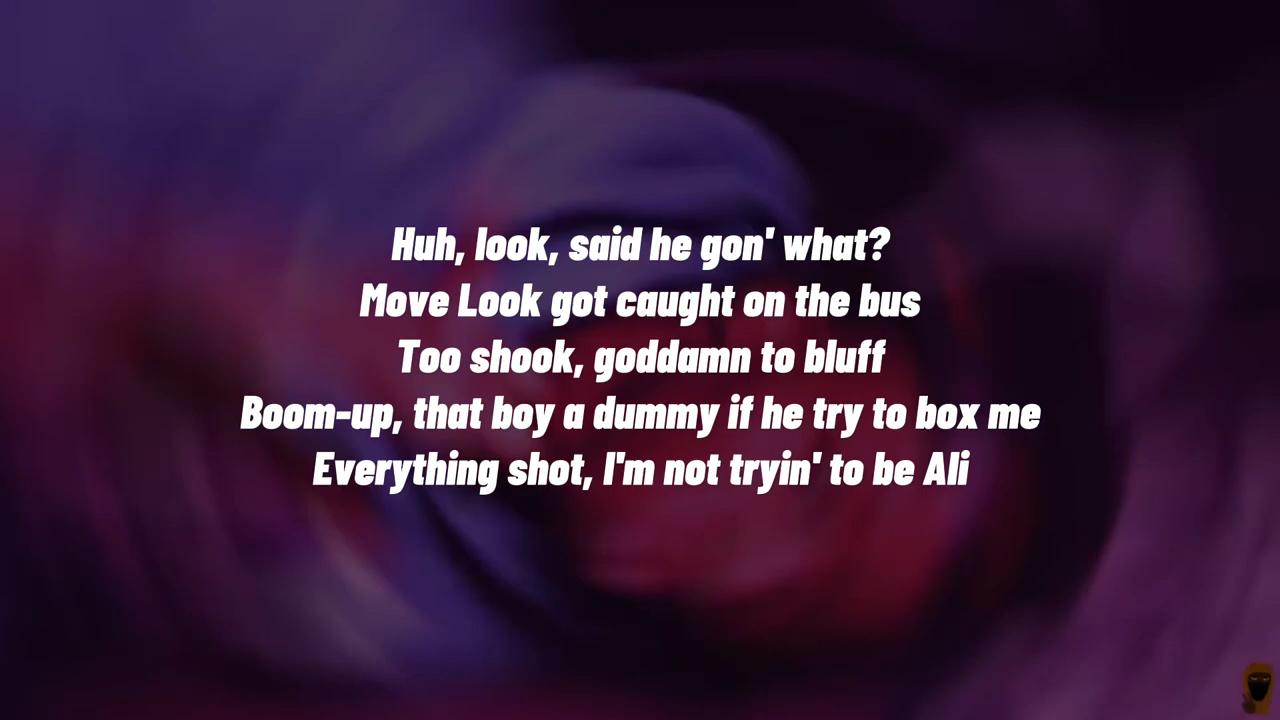 Huh, look, said he gon' what?
Move Look got caught on the bus
Too shook, goddamn to bluff
Boom-up, that boy a dummy if he try to box me
Everything shot, I'm not tryin' to be Ali